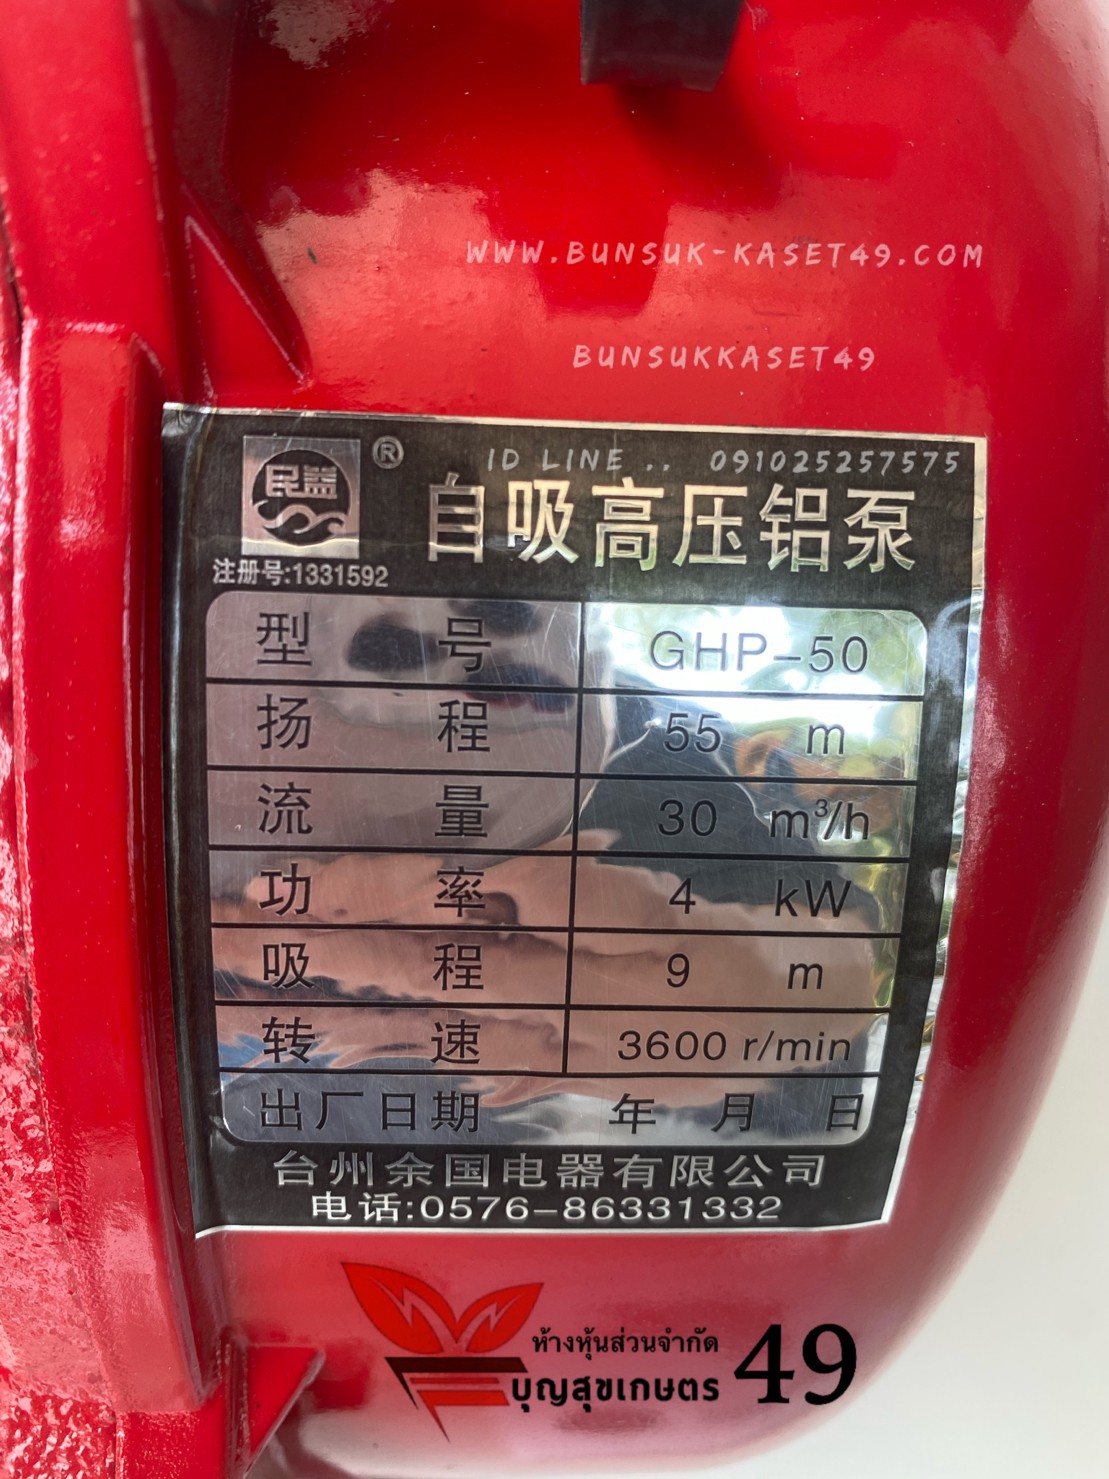 WWW.BUNSUK-KASET49.COM
BUNSUKKASET49
ID LINE .. 091025257575
民益 ®
自吸高压铝泵
注册号:1331592
型号 GHP-50
扬程 55 m
流量 30 m³/h
功率 4 kW
吸程 9 m
转速 3600 r/min
出厂日期 年 月 日
台州余国电器有限公司
电话:0576-86331332
ห้างหุ้นส่วนจำกัด
บุญสุขเกษตร 49